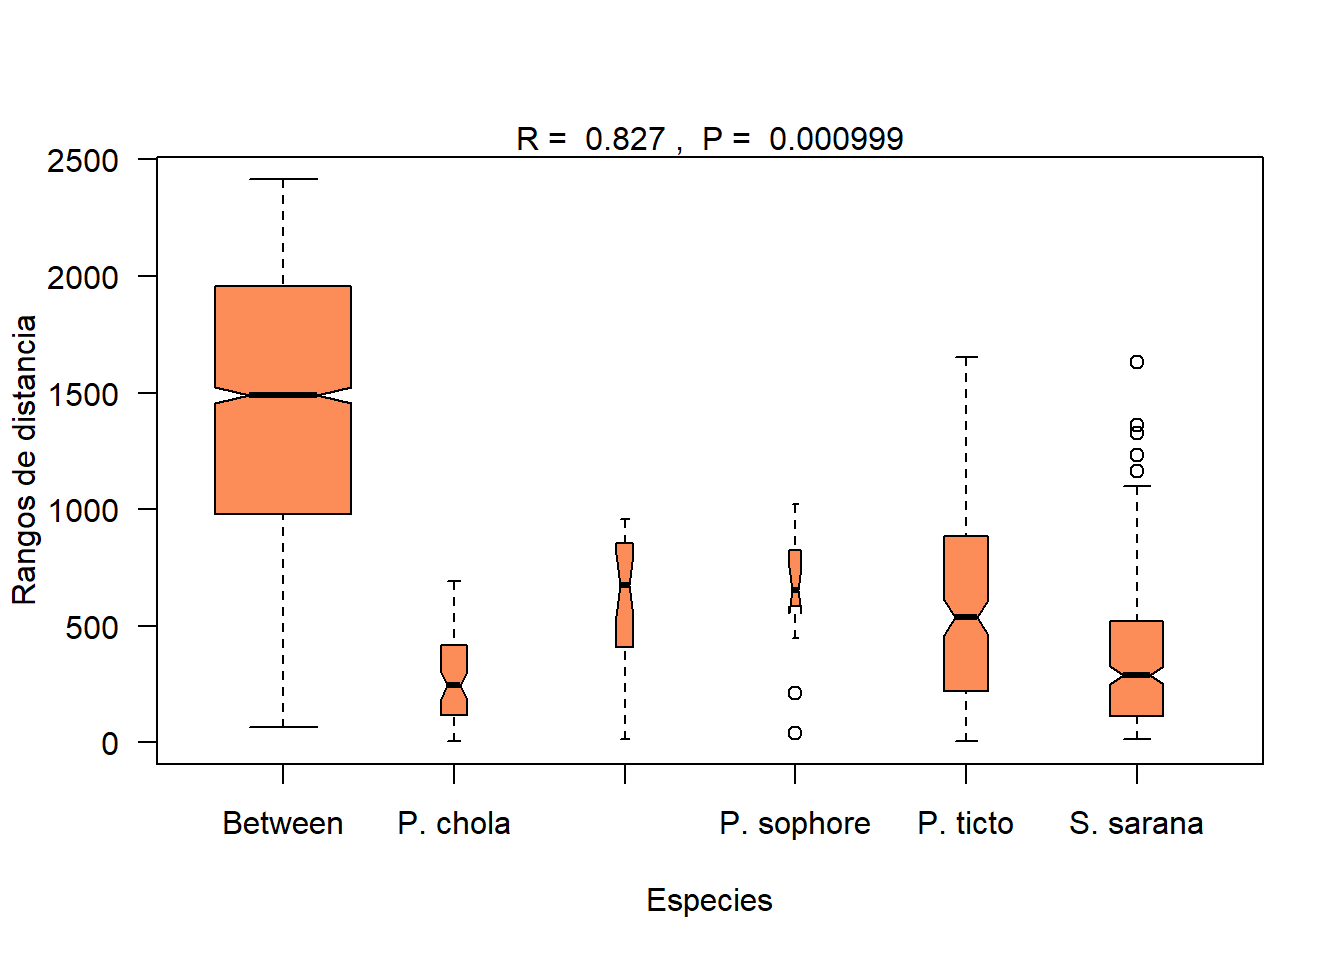 R = 0.827 , P = 0.000999
2500
2000
1500
1000
500
0
Rangos de distancia
Between P. chola P. sophore P. ticto S. sarana
Especies